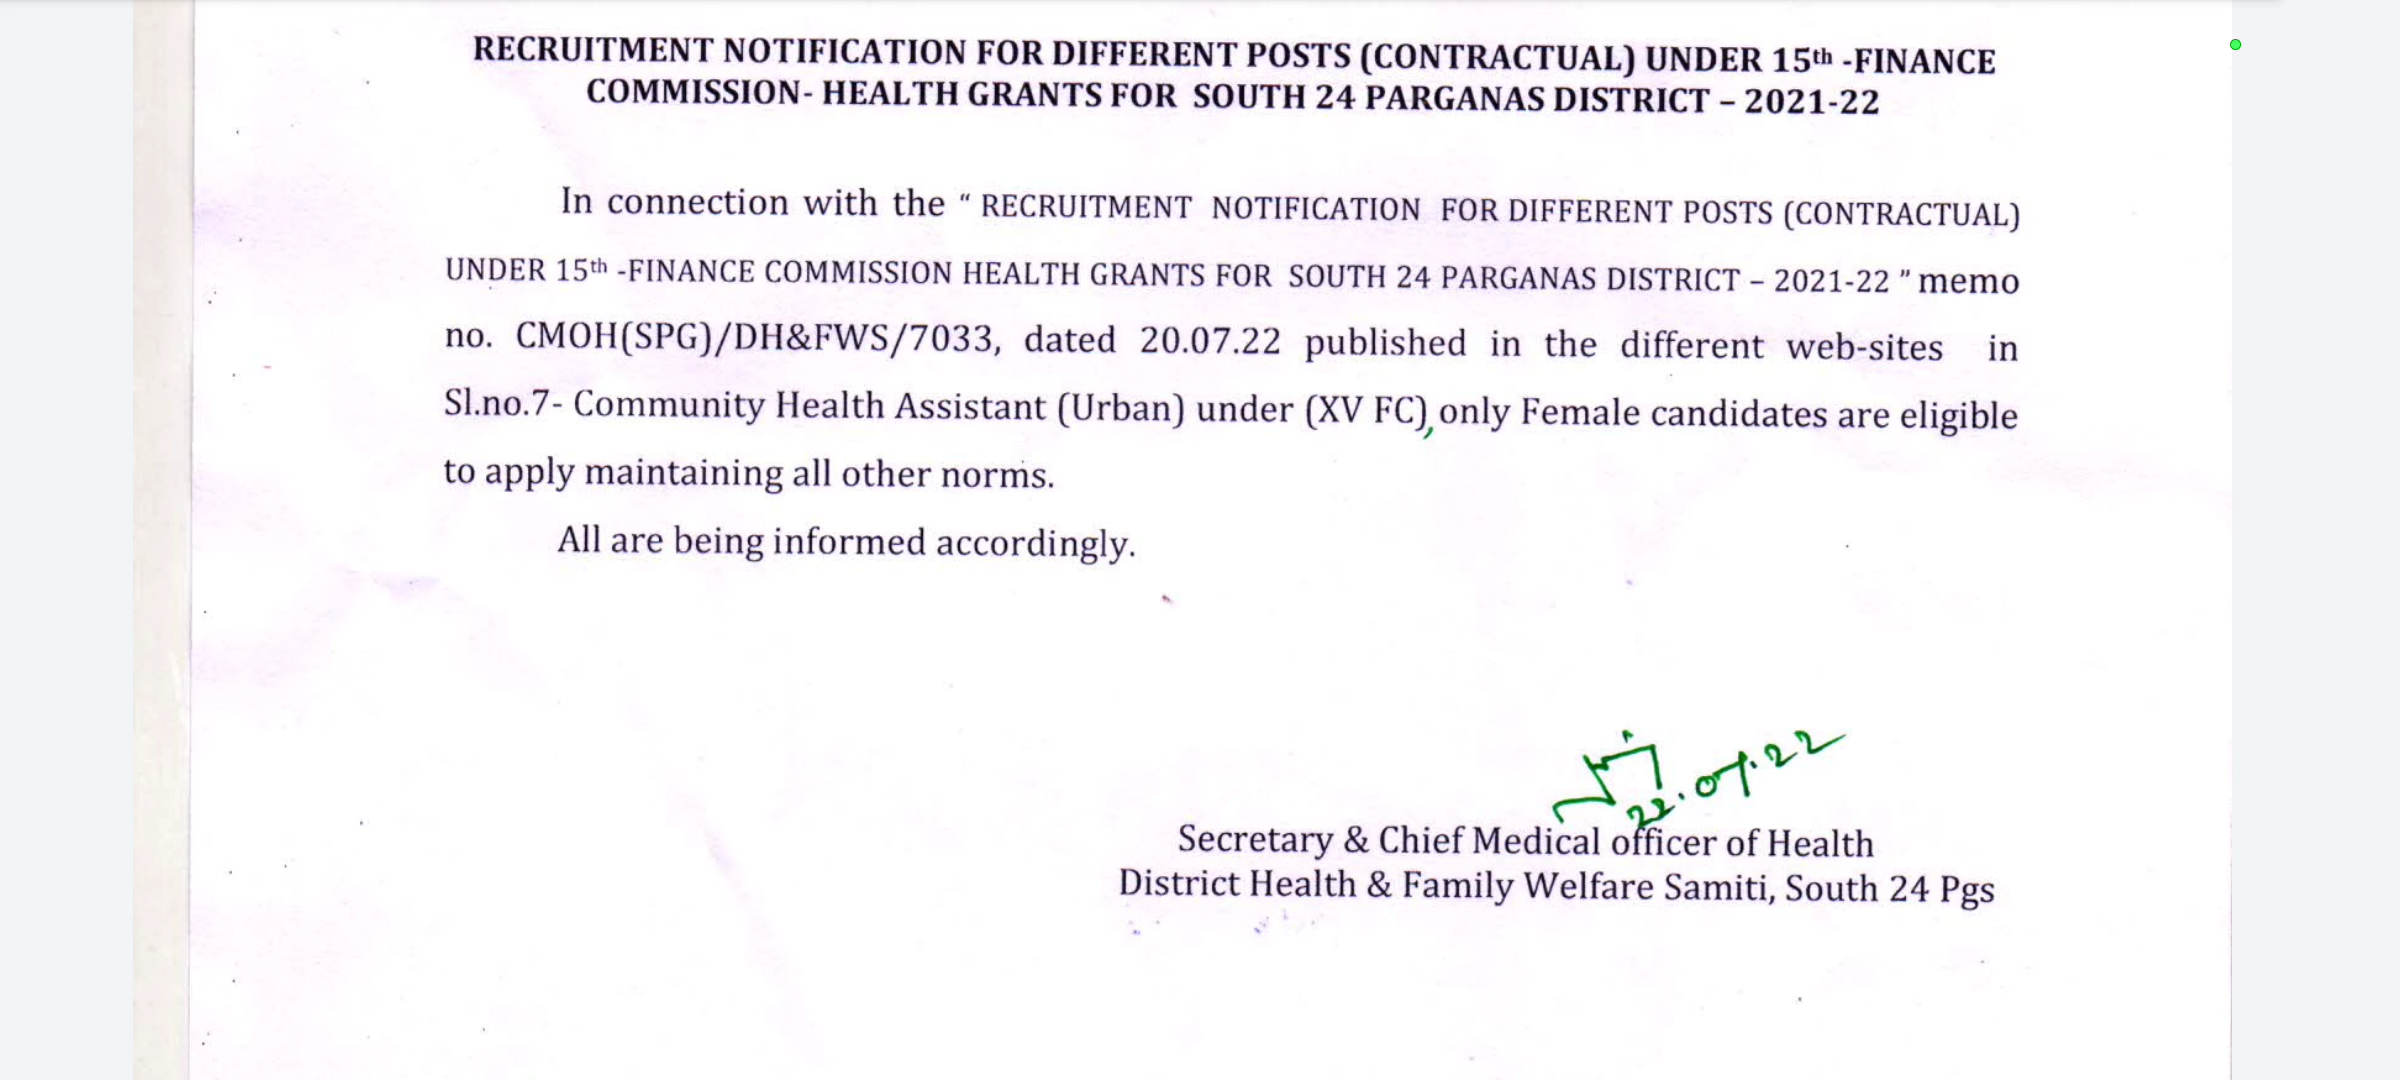 RECRUITMENT NOTIFICATION FOR DIFFERENT POSTS (CONTRACTUAL) UNDER 15th -FINANCE
COMMISSION- HEALTH GRANTS FOR SOUTH 24 PARGANAS DISTRICT – 2021-22
In connection with the “ RECRUITMENT NOTIFICATION FOR DIFFERENT POSTS (CONTRACTUAL)
UNDER 15th -FINANCE COMMISSION HEALTH GRANTS FOR SOUTH 24 PARGANAS DISTRICT – 2021-22 ” memo
no. CMOH(SPG)/DH&FWS/7033, dated 20.07.22 published in the different web-sites in
Sl.no.7- Community Health Assistant (Urban) under (XV FC), only Female candidates are eligible
to apply maintaining all other norms.
All are being informed accordingly.
22.07.22
Secretary & Chief Medical officer of Health
District Health & Family Welfare Samiti, South 24 Pgs